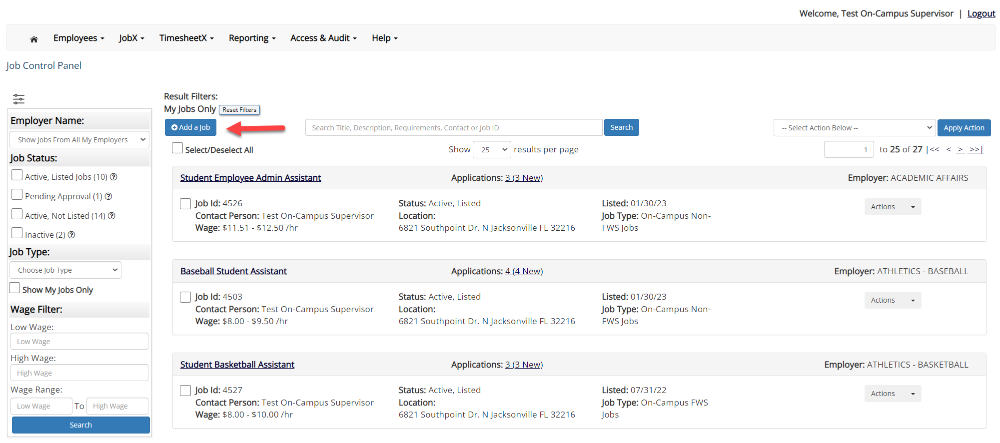 Welcome, Test On-Campus Supervisor | Logout
Employees JobX TimesheetX Reporting Access & Audit Help
Job Control Panel
Employer Name:
Show Jobs From All My Employers
Job Status:
Active, Listed Jobs (10)
Pending Approval (1)
Active, Not Listed (14)
Inactive (2)
Job Type:
Choose Job Type
Show My Jobs Only
Wage Filter:
Low Wage:
Low Wage
High Wage:
High Wage
Wage Range:
Low Wage To High Wage
Search
Result Filters:
My Jobs Only Reset Filters
Add a Job Search Title, Description, Requirements, Contact or Job ID Search -- Select Action Below -- Apply Action
Select/Deselect All Show 25 results per page 1 to 25 of 27 |<< < > >>|
Student Employee Admin Assistant Applications: 3 (3 New) Employer: ACADEMIC AFFAIRS
Job Id: 4526 Status: Active, Listed Listed: 01/30/23 Actions
Contact Person: Test On-Campus Supervisor Location: Job Type: On-Campus Non-
Wage: $11.51 - $12.50 /hr 6821 Southpoint Dr. N Jacksonville FL 32216 FWS Jobs
Baseball Student Assistant Applications: 4 (4 New) Employer: ATHLETICS - BASEBALL
Job Id: 4503 Status: Active, Listed Listed: 01/30/23 Actions
Contact Person: Test On-Campus Supervisor Location: Job Type: On-Campus Non-
Wage: $8.00 - $9.50 /hr 6821 Southpoint Dr. N Jacksonville FL 32216 FWS Jobs
Student Basketball Assistant Applications: 3 (3 New) Employer: ATHLETICS - BASKETBALL
Job Id: 4527 Status: Active, Listed Listed: 07/31/22 Actions
Contact Person: Test On-Campus Supervisor Location: Job Type: On-Campus FWS
Wage: $8.00 - $10.00 /hr 6821 Southpoint Dr. N Jacksonville FL 32216 Jobs